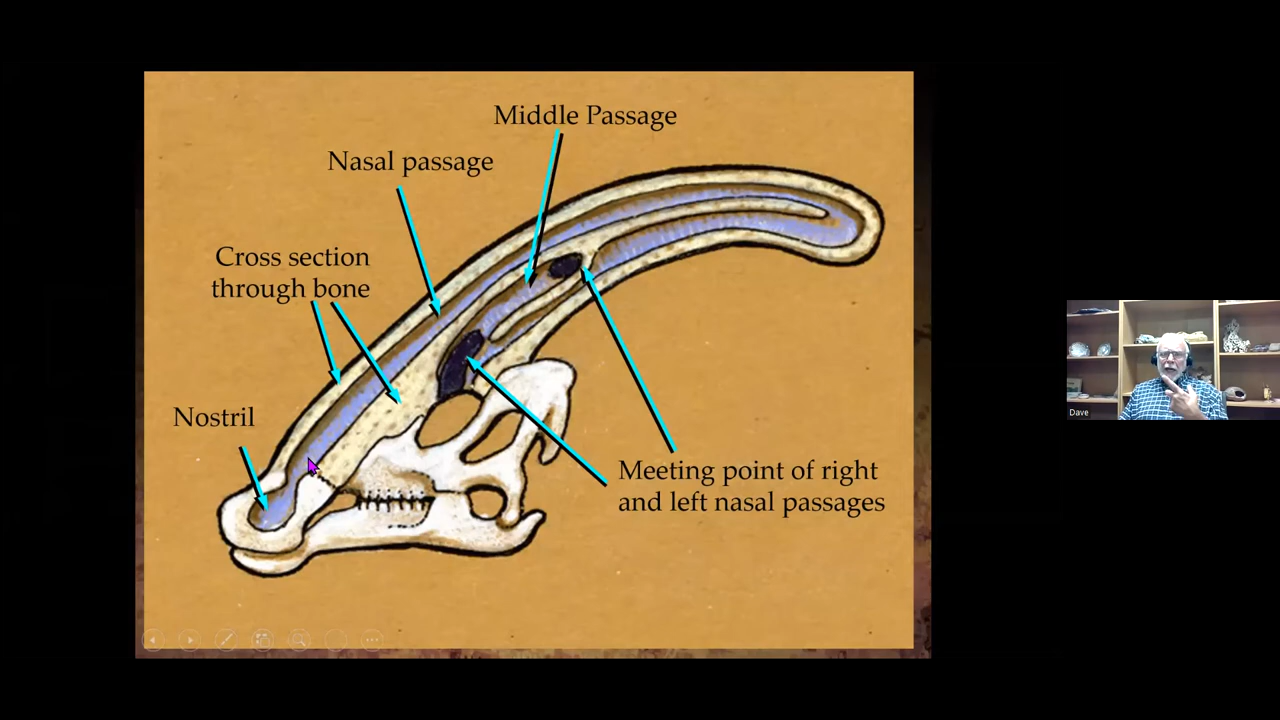 Middle Passage
Nasal passage
Cross section
through bone
Nostril
Meeting point of right
and left nasal passages
Dave